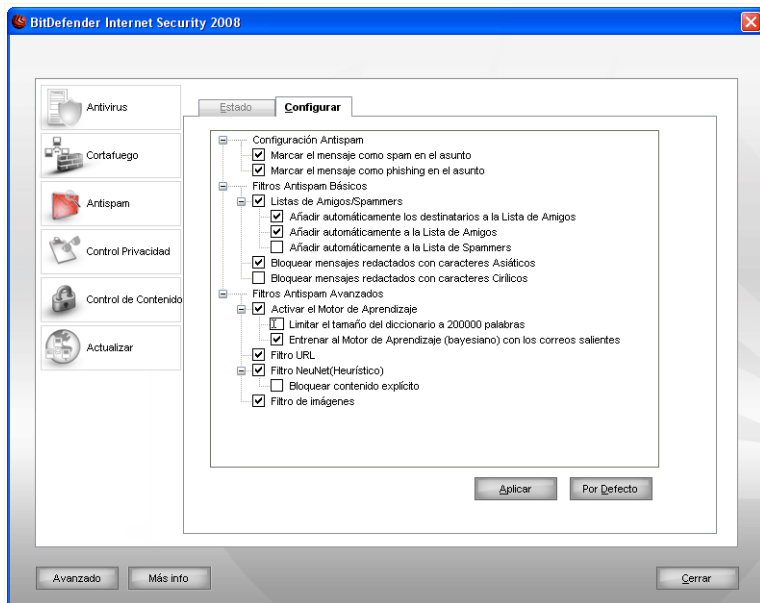 BitDefender Internet Security 2008
Antivirus
Cortafuego
Antispam
Control Privacidad
Control de Contenido
Actualizar
Estado
Configurar
Configuración Antispam
Marcar el mensaje como spam en el asunto
Marcar el mensaje como phishing en el asunto
Filtros Antispam Básicos
Listas de Amigos/Spammers
Añadir automáticamente los destinatarios a la Lista de Amigos
Añadir automáticamente a la Lista de Amigos
Añadir automáticamente a la Lista de Spammers
Bloquear mensajes redactados con caracteres Asiáticos
Bloquear mensajes redactados con caracteres Cirílicos
Filtros Antispam Avanzados
Activar el Motor de Aprendizaje
Limitar el tamaño del diccionario a 200000 palabras
Entrenar al Motor de Aprendizaje (bayesiano) con los correos salientes
Filtro URL
Filtro NeuNet(Heurístico)
Bloquear contenido explícito
Filtro de imágenes
Aplicar
Por Defecto
Avanzado
Más info
Cerrar